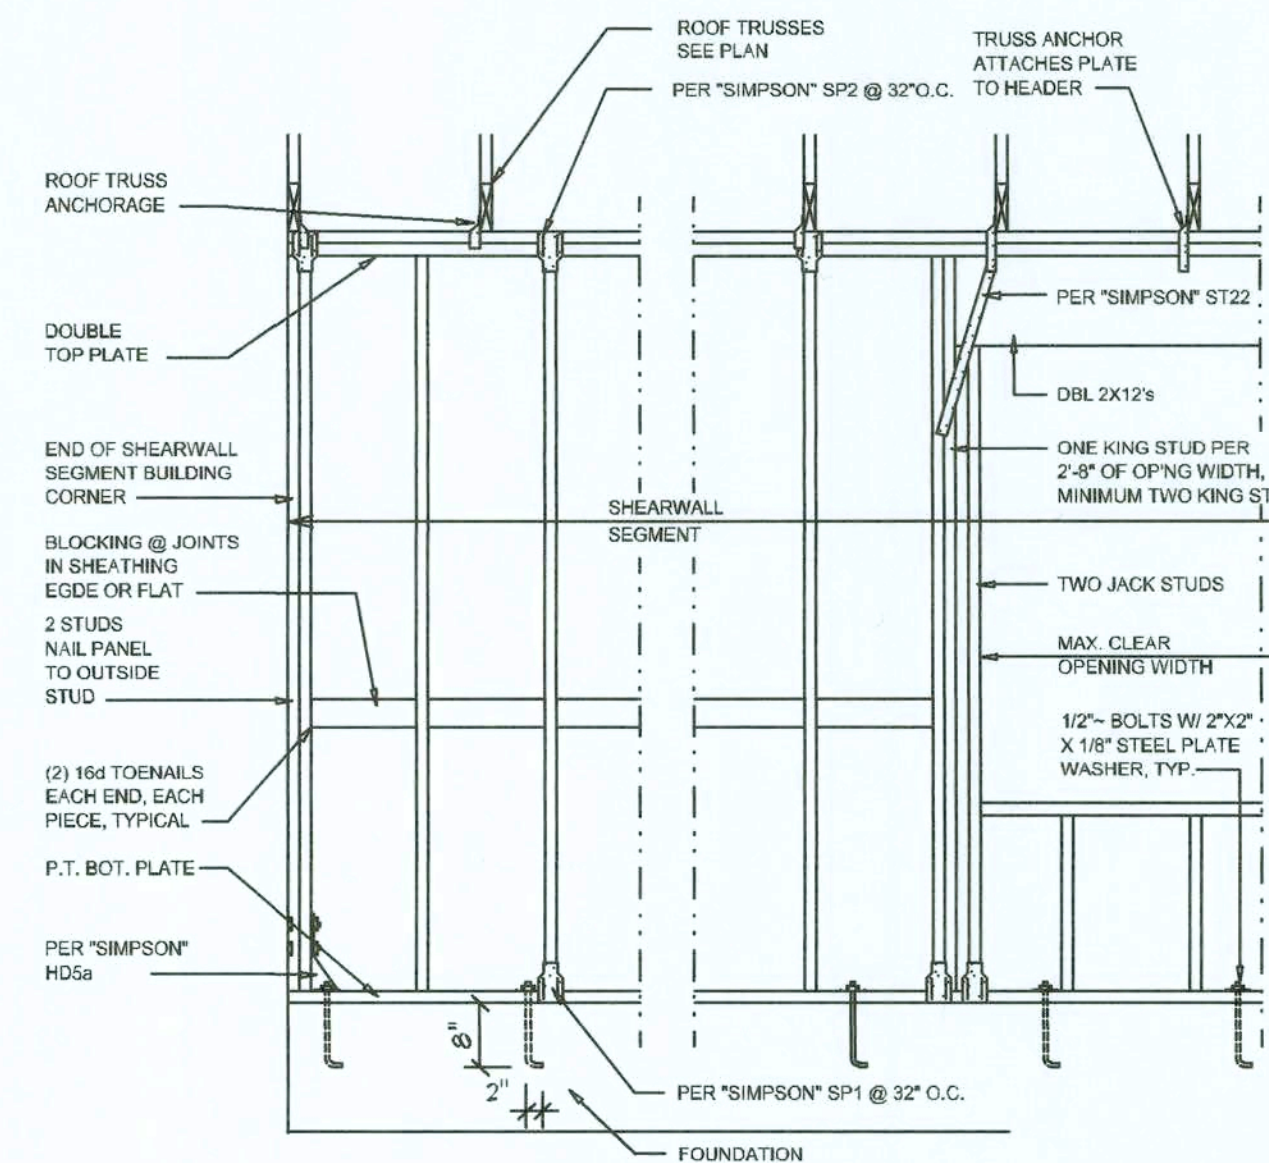 ROOF TRUSSES
SEE PLAN
PER "SIMPSON" SP2 @ 32"O.C.
TRUSS ANCHOR
ATTACHES PLATE
TO HEADER
ROOF TRUSS
ANCHORAGE
DOUBLE
TOP PLATE
END OF SHEARWALL
SEGMENT BUILDING
CORNER
BLOCKING @ JOINTS
IN SHEATHING
EGDE OR FLAT
2 STUDS
NAIL PANEL
TO OUTSIDE
STUD
(2) 16d TOENAILS
EACH END, EACH
PIECE, TYPICAL
P.T. BOT. PLATE
PER "SIMPSON"
HD5a
SHEARWALL
SEGMENT
PER "SIMPSON" ST22
DBL 2X12's
ONE KING STUD PER
2'-8" OF OP'NG WIDTH,
MINIMUM TWO KING ST
TWO JACK STUDS
MAX. CLEAR
OPENING WIDTH
1/2"~ BOLTS W/ 2"X2"
X 1/8" STEEL PLATE
WASHER, TYP.
8"
2"
PER "SIMPSON" SP1 @ 32" O.C.
FOUNDATION